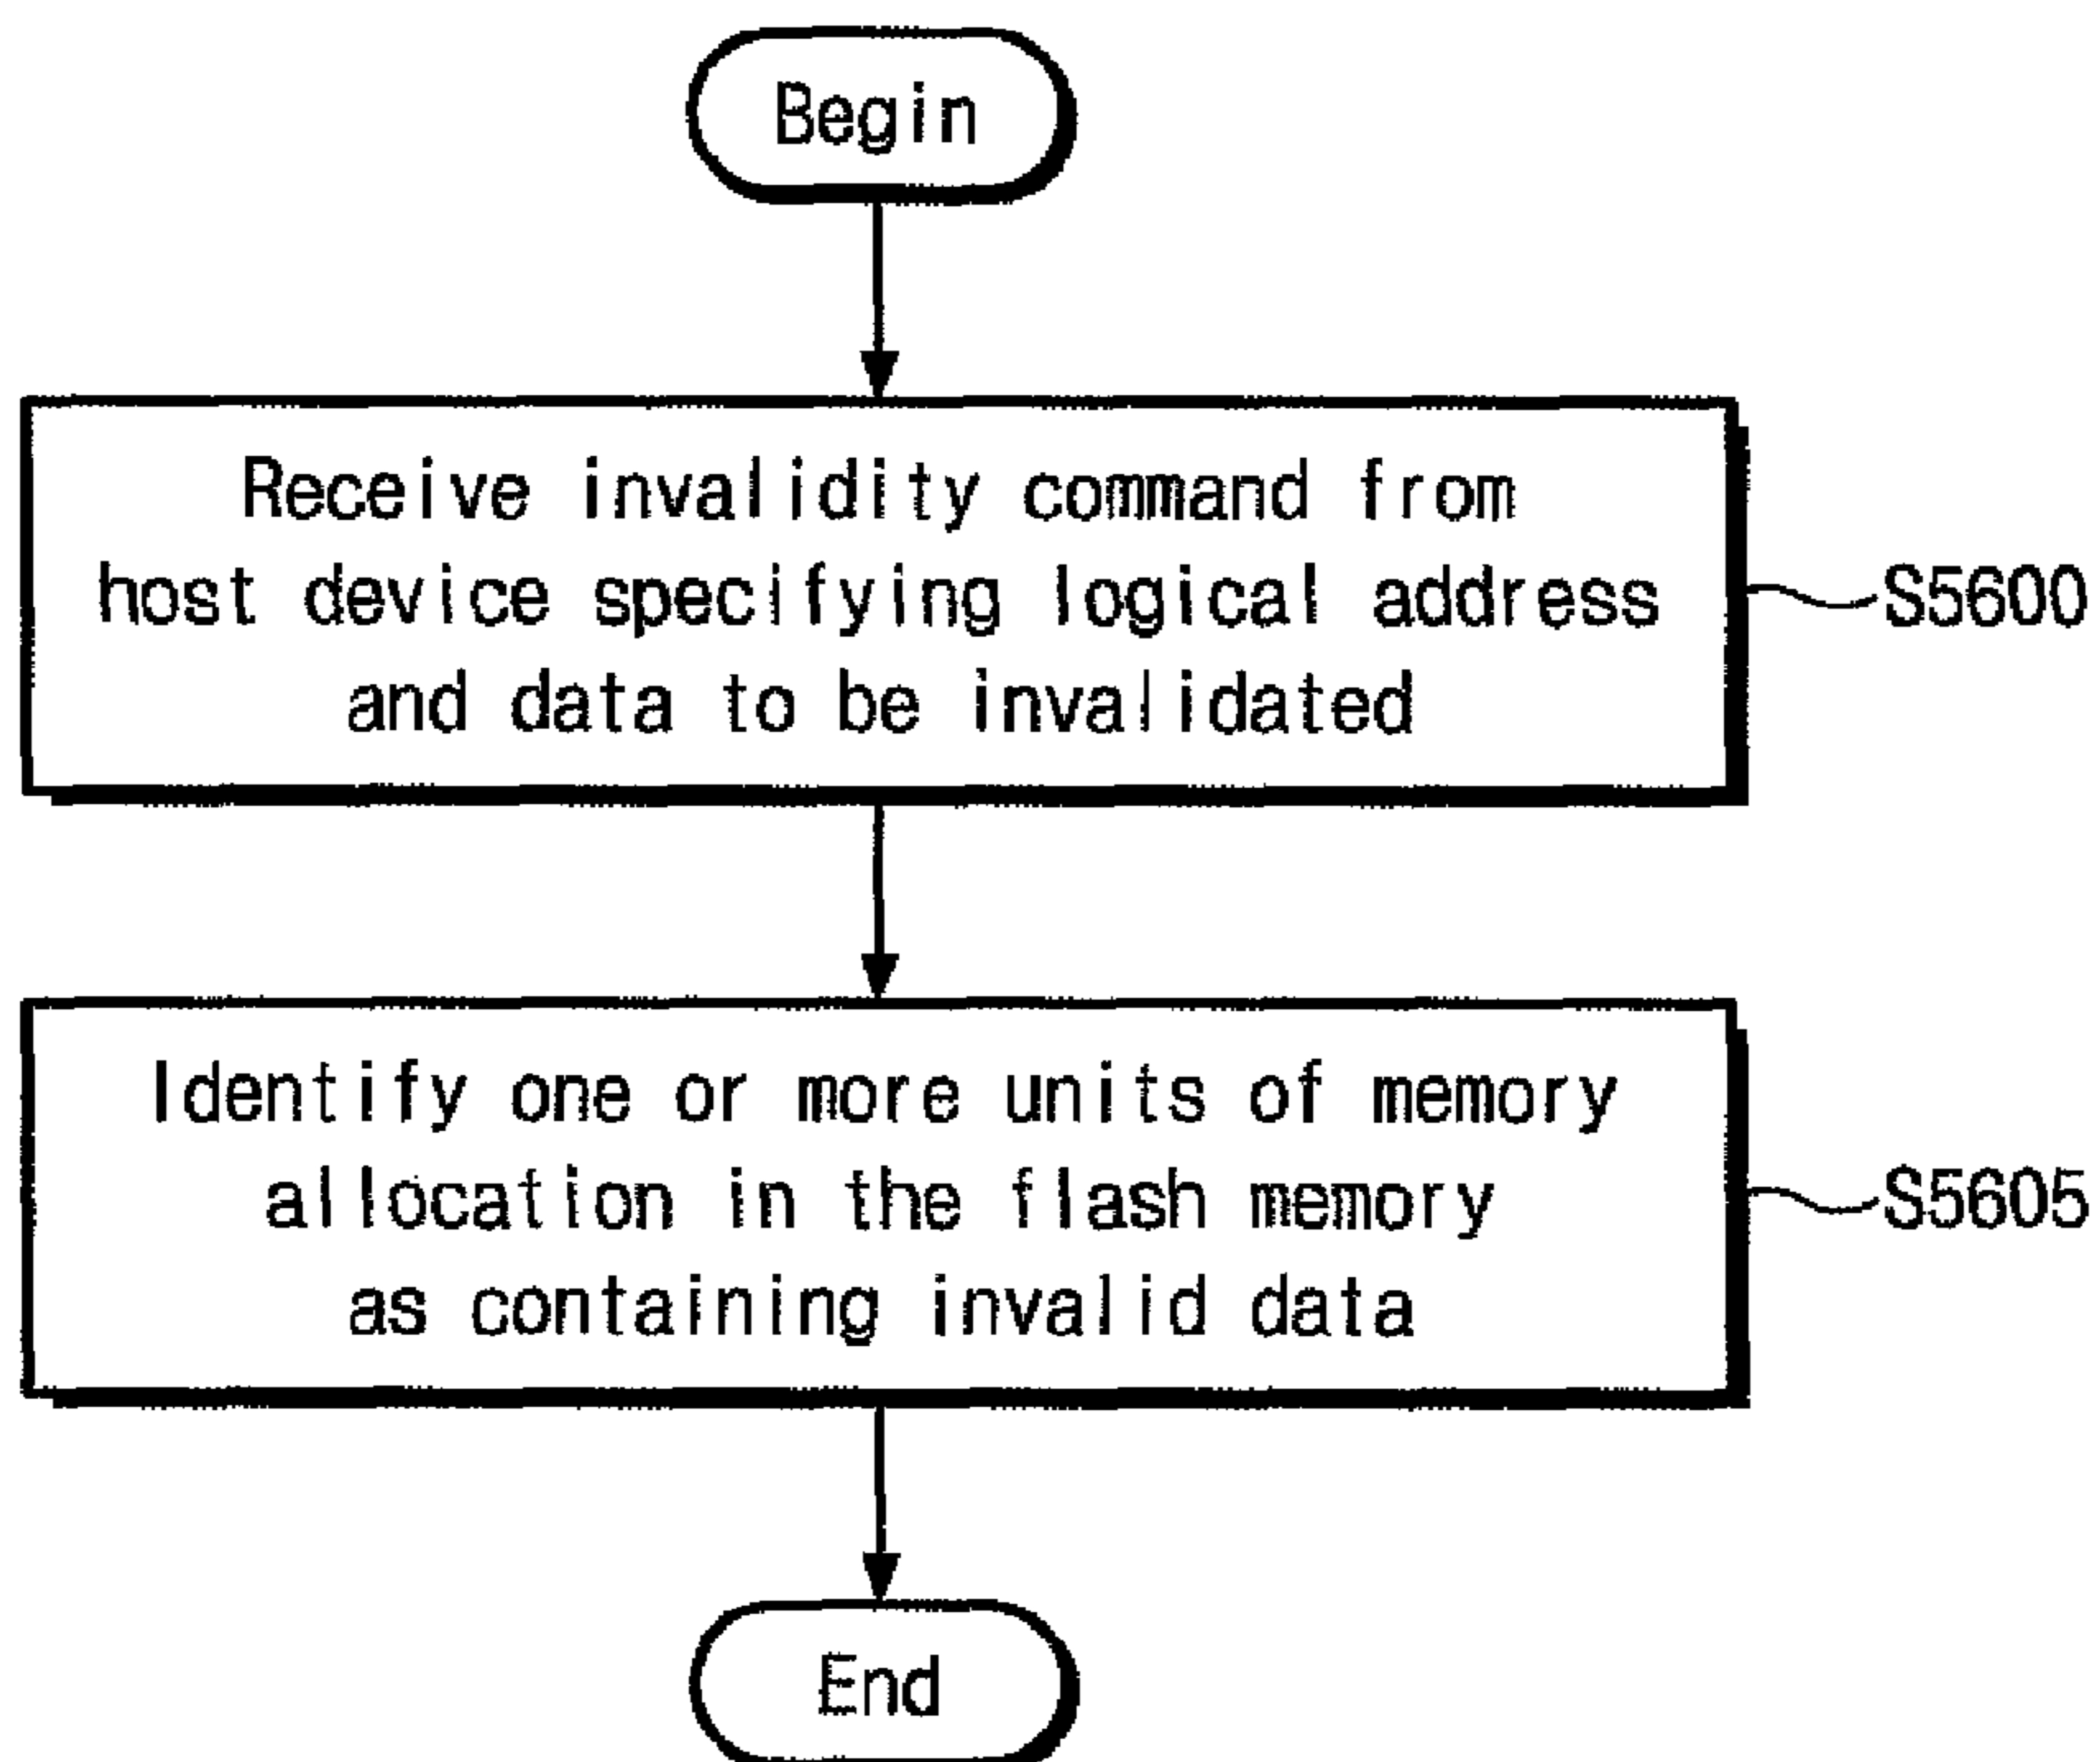 Begin
Receive invalidity command from
host device specifying logical address
and data to be invalidated
S5600
Identify one or more units of memory
allocation in the flash memory
as containing invalid data
S5605
End